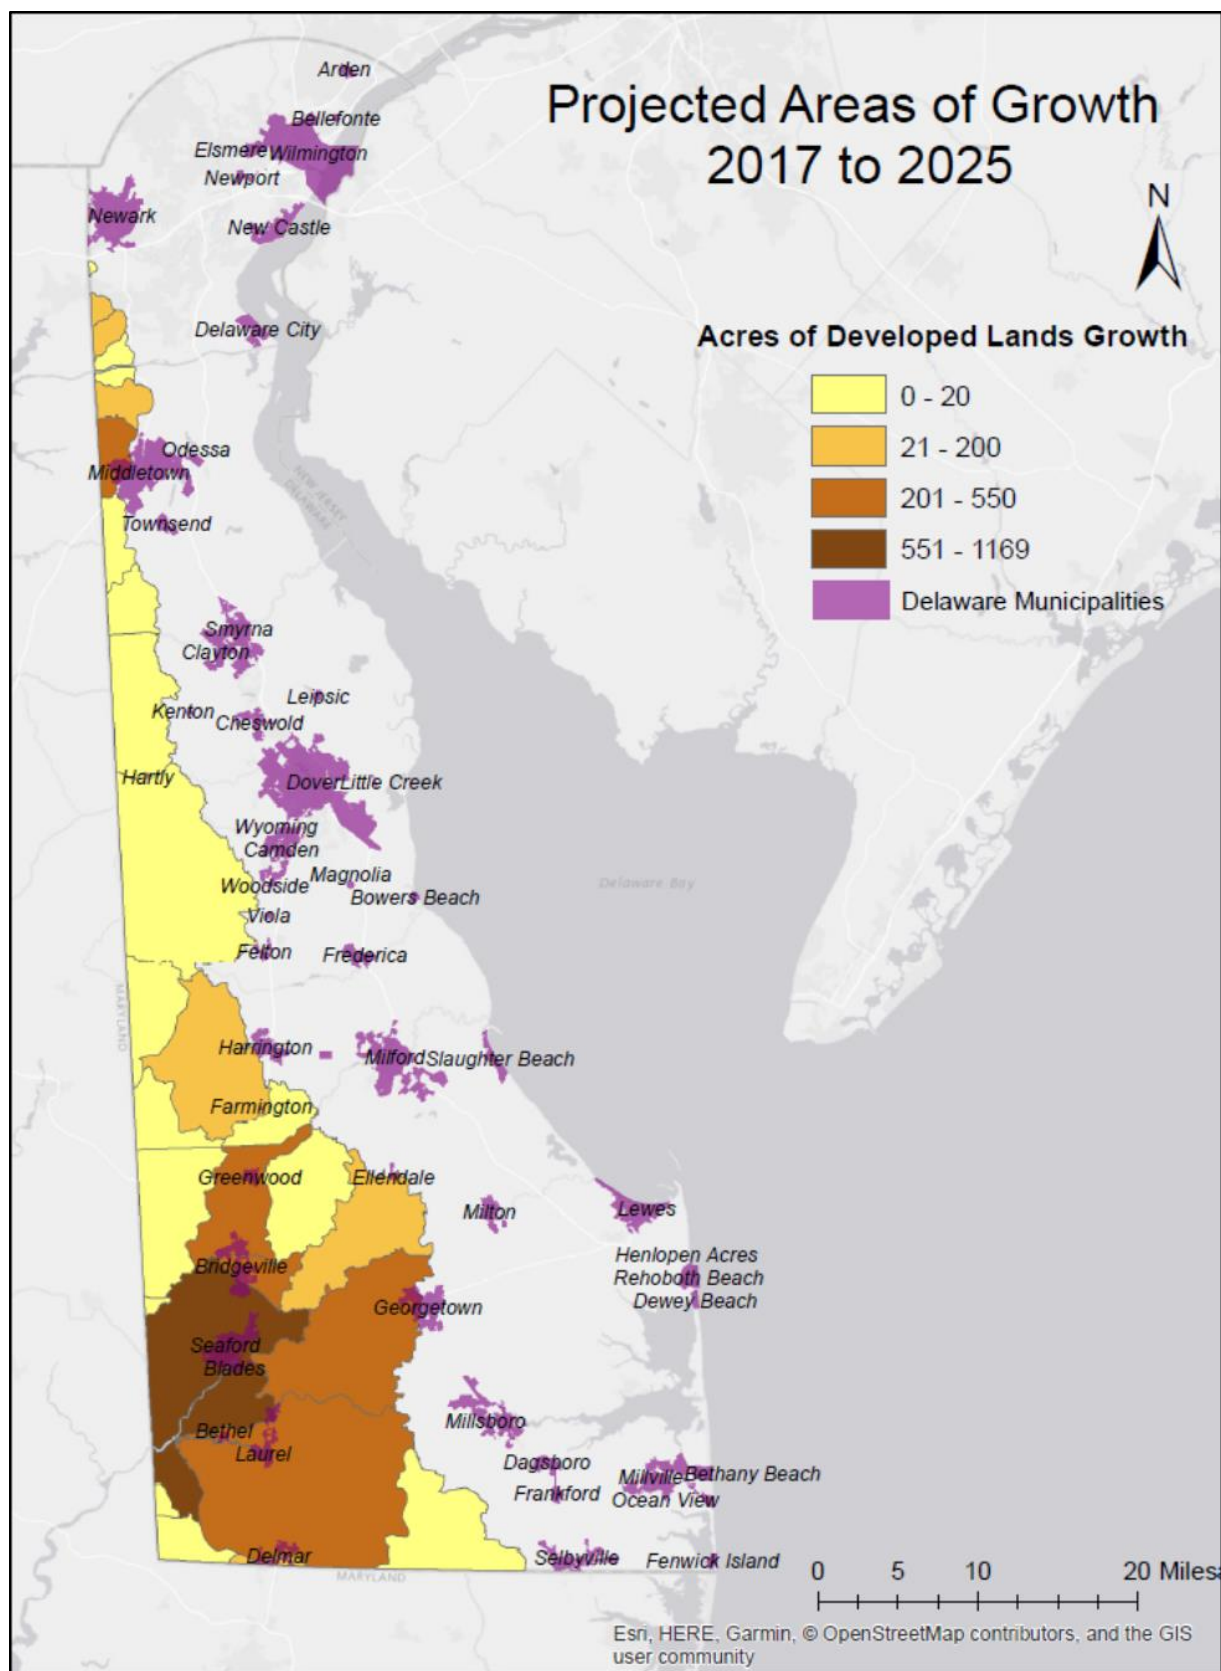 Projected Areas of Growth
2017 to 2025
N
Acres of Developed Lands Growth
0 - 20
21 - 200
201 - 550
551 - 1169
Delaware Municipalities
Arden
Bellefonte
Elsmere
Wilmington
Newport
Newark
New Castle
Delaware City
Odessa
Middletown
NEW JERSEY
DELAWARE
Townsend
Smyrna
Clayton
Leipsic
Kenton
Cheswold
Hartly
Dover
Little Creek
Wyoming
Camden
Magnolia
Woodside
Bowers Beach
Delaware Bay
Viola
Felton
Frederica
MARYLAND
Harrington
Milford
Slaughter Beach
Farmington
Greenwood
Ellendale
Milton
Lewes
Henlopen Acres
Rehoboth Beach
Dewey Beach
Bridgeville
Georgetown
Seaford
Blades
Bethel
Laurel
Millsboro
Dagsboro
Millville
Bethany Beach
Frankford
Ocean View
Delmar
Selbyville
Fenwick Island
MARYLAND
0 5 10 20 Miles
Esri, HERE, Garmin, © OpenStreetMap contributors, and the GIS
user community